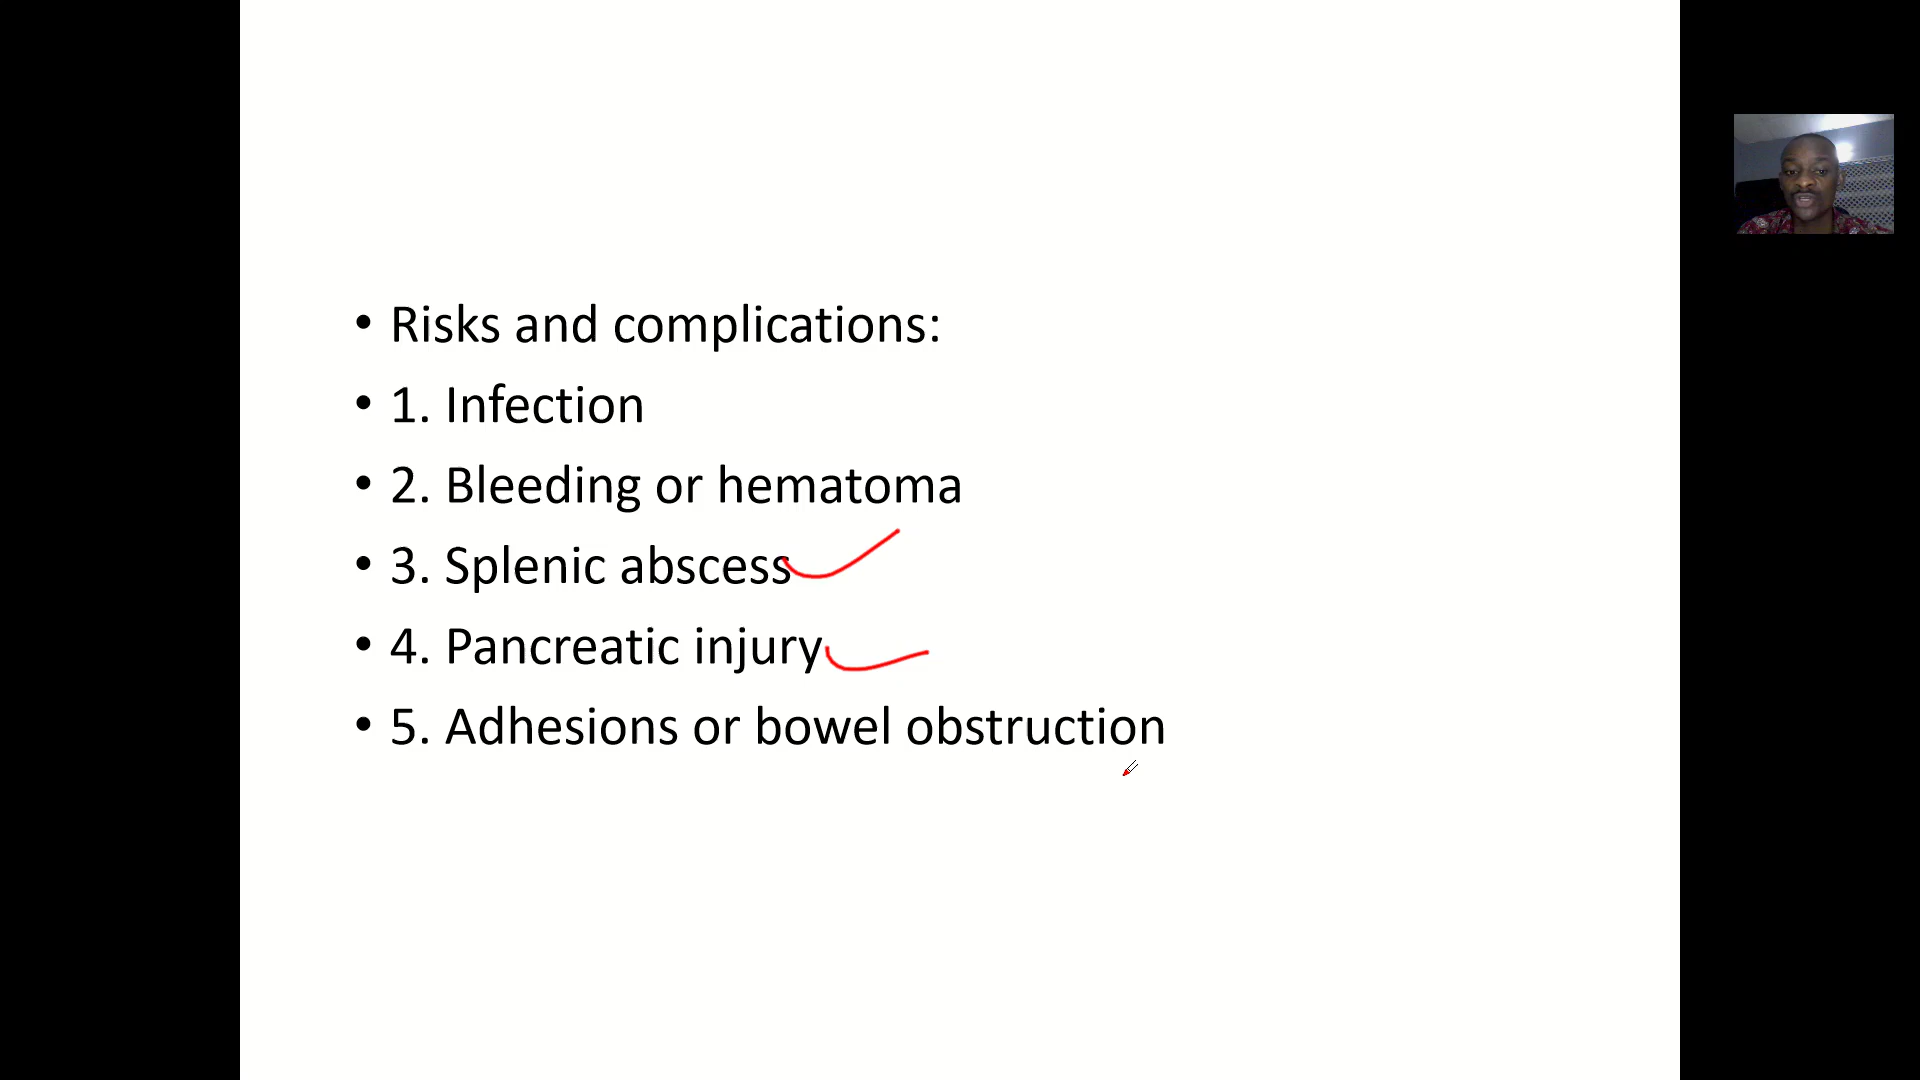 • Risks and complications:
• 1. Infection
• 2. Bleeding or hematoma
• 3. Splenic abscess
• 4. Pancreatic injury
• 5. Adhesions or bowel obstruction